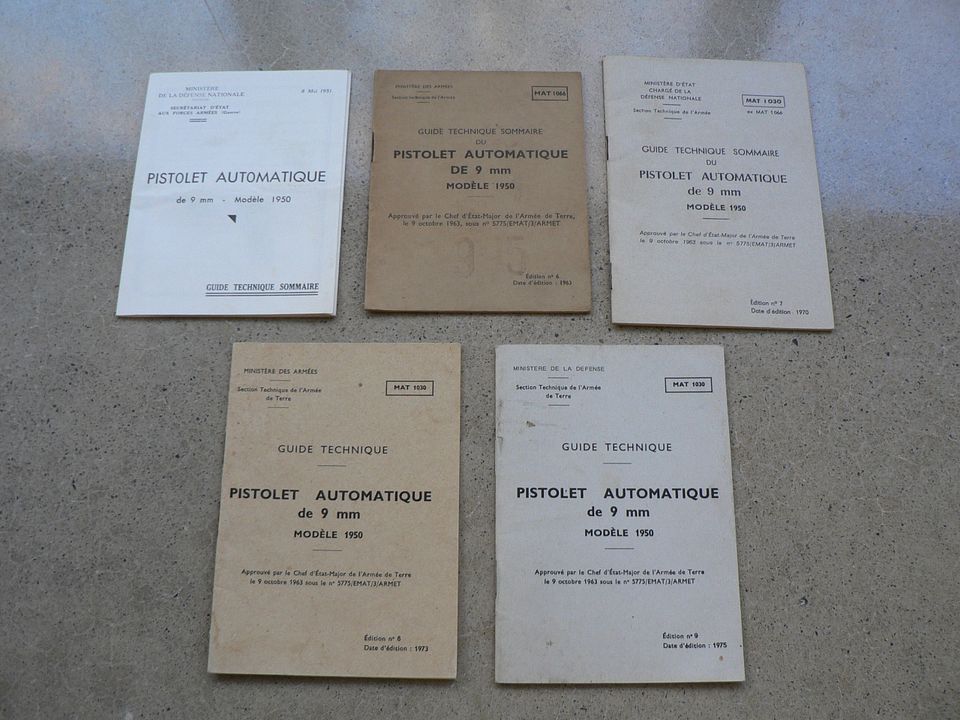 MINISTÈRE
DE LA DÉFENSE NATIONALE
SECRÉTARIAT D'ÉTAT
AUX FORCES ARMÉES (Guerre)
8 Mai 1951
PISTOLET AUTOMATIQUE
de 9 mm - Modèle 1950
GUIDE TECHNIQUE SOMMAIRE
MINISTÈRE DES ARMÉES
Section technique de l'Armée
MAT 1066
GUIDE TECHNIQUE SOMMAIRE
DU
PISTOLET AUTOMATIQUE
DE 9 mm
MODÈLE 1950
Approuvé par le Chef d'État-Major de l'Armée de Terre,
le 9 octobre 1963, sous n° 5775/EMAT/3/ARMET
95
Édition n° 6
Date d'édition : 1963
MINISTÈRE D'ÉTAT
CHARGÉ DE LA
DÉFENSE NATIONALE
Section Technique de l'Armée
MAT 1030
ex MAT 1066
GUIDE TECHNIQUE SOMMAIRE
DU
PISTOLET AUTOMATIQUE
de 9 mm
MODÈLE 1950
Approuvé par le Chef d'État-Major de l'Armée de Terre
le 9 octobre 1963 sous le n° 5775/EMAT/3/ARMET
Édition n° 7
Date d'édition : 1970
MINISTÈRE DES ARMÉES
Section Technique de l'Armée
de Terre
MAT 1030
GUIDE TECHNIQUE
PISTOLET AUTOMATIQUE
de 9 mm
MODÈLE 1950
Approuvé par le Chef d'État-Major de l'Armée de Terre
le 9 octobre 1963 sous le n° 5775/EMAT/3/ARMET
Édition n° 8
Date d'édition : 1973
MINISTERE DE LA DEFENSE
Section Technique de l'Armée
de Terre
MAT 1030
GUIDE TECHNIQUE
PISTOLET AUTOMATIQUE
de 9 mm
MODÈLE 1950
Approuvé par le Chef d'État-Major de l'Armée de Terre
le 9 octobre 1963 sous le n° 5775/EMAT/3/ARMET
Édition n° 9
Date d'édition : 1975